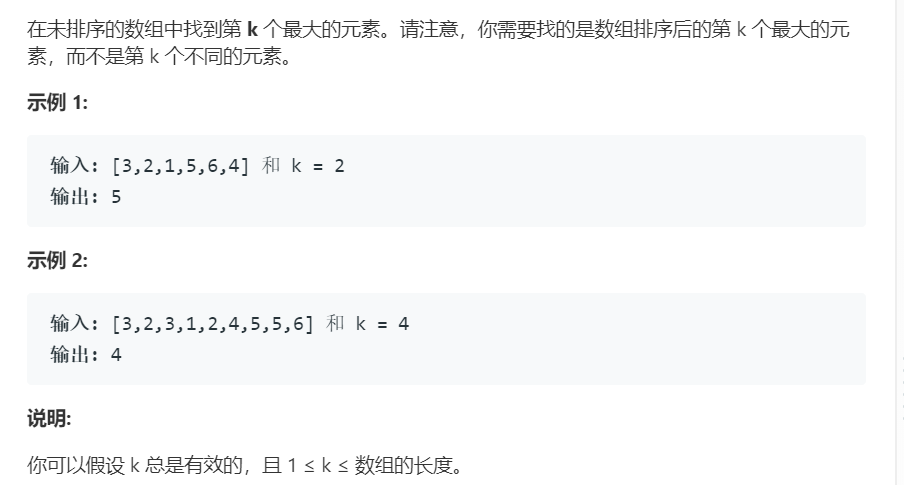 在未排序的数组中找到第 k 个最大的元素。请注意，你需要找的是数组排序后的第 k 个最大的元
素，而不是第 k 个不同的元素。
示例 1:
输入: [3,2,1,5,6,4] 和 k = 2
输出: 5
示例 2:
输入: [3,2,3,1,2,4,5,5,6] 和 k = 4
输出: 4
说明:
你可以假设 k 总是有效的，且 1 ≤ k ≤ 数组的长度。